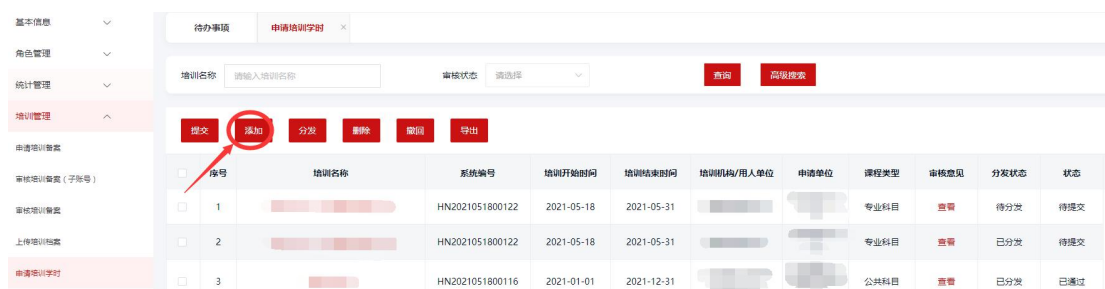 基本信息
角色管理
统计管理
培训管理
申请培训备案
审核培训备案（子账号）
审核培训备案
上传培训档案
申请培训学时
待办事项 申请培训学时 ×
培训名称 请输入培训名称 审核状态 请选择 查询 高级搜索
提交 添加 分发 删除 撤回 导出
序号 培训名称 系统编号 培训开始时间 培训结束时间 培训机构/用人单位 申请单位 课程类型 审核意见 分发状态 状态
1 HN2021051800122 2021-05-18 2021-05-31 专业科目 查看 待分发 待提交
2 HN2021051800122 2021-05-18 2021-05-31 专业科目 查看 已分发 待提交
3 HN2021051800116 2021-01-01 2021-12-31 公共科目 查看 已分发 已通过